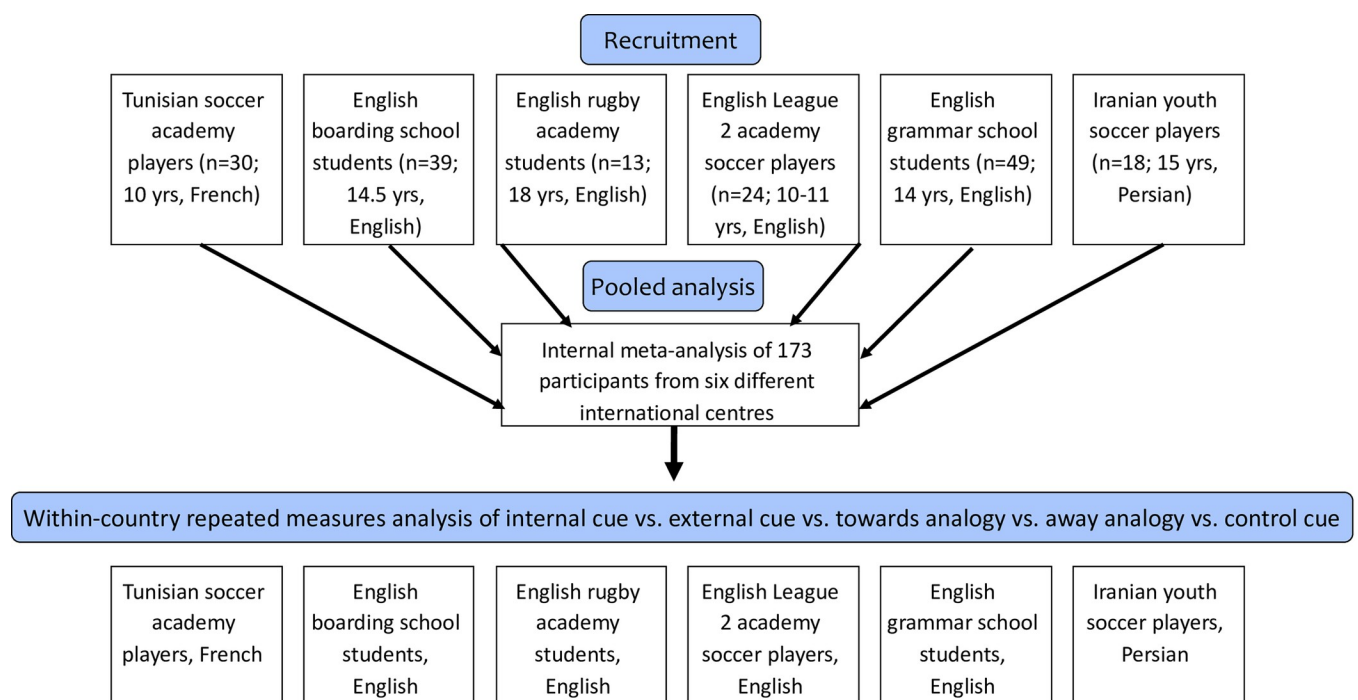 Recruitment
Tunisian soccer
academy
players (n=30;
10 yrs, French)
English
boarding school
students (n=39;
14.5 yrs,
English)
English rugby
academy
students (n=13;
18 yrs, English)
English League
2 academy
soccer players
(n=24; 10-11
yrs, English)
English
grammar school
students (n=49;
14 yrs, English)
Iranian youth
soccer players
(n=18; 15 yrs,
Persian)
Pooled analysis
Internal meta-analysis of 173
participants from six different
international centres
Within-country repeated measures analysis of internal cue vs. external cue vs. towards analogy vs. away analogy vs. control cue
Tunisian soccer
academy
players, French
English
boarding school
students,
English
English rugby
academy
students,
English
English League
2 academy
soccer players,
English
English
grammar school
students,
English
Iranian youth
soccer players,
Persian